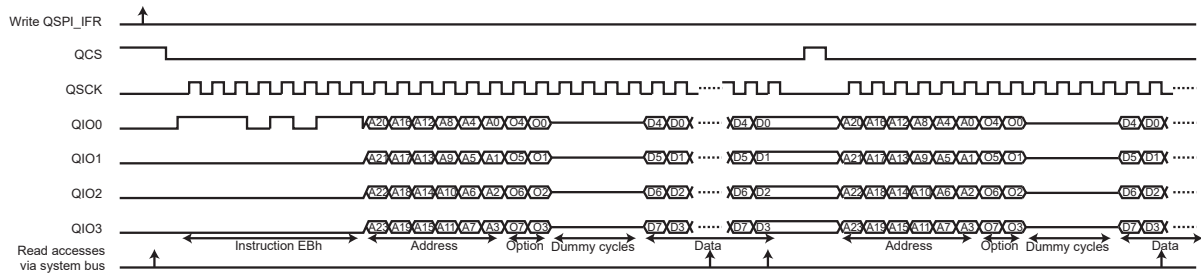 Write QSPI_IFR
QCS
QSCK
QIO0 A20 A16 A12 A8 A4 A0 O4 O0 D4 D0 D4 D0 A20 A16 A12 A8 A4 A0 O4 O0 D4 D0
QIO1 A21 A17 A13 A9 A5 A1 O5 O1 D5 D1 D5 D1 A21 A17 A13 A9 A5 A1 O5 O1 D5 D1
QIO2 A22 A18 A14 A10 A6 A2 O6 O2 D6 D2 D6 D2 A22 A18 A14 A10 A6 A2 O6 O2 D6 D2
QIO3 A23 A19 A15 A11 A7 A3 O7 O3 D7 D3 D7 D3 A23 A19 A15 A11 A7 A3 O7 O3 D7 D3
Instruction EBh Address Option Dummy cycles Data Address Option Dummy cycles Data
Read accesses
via system bus